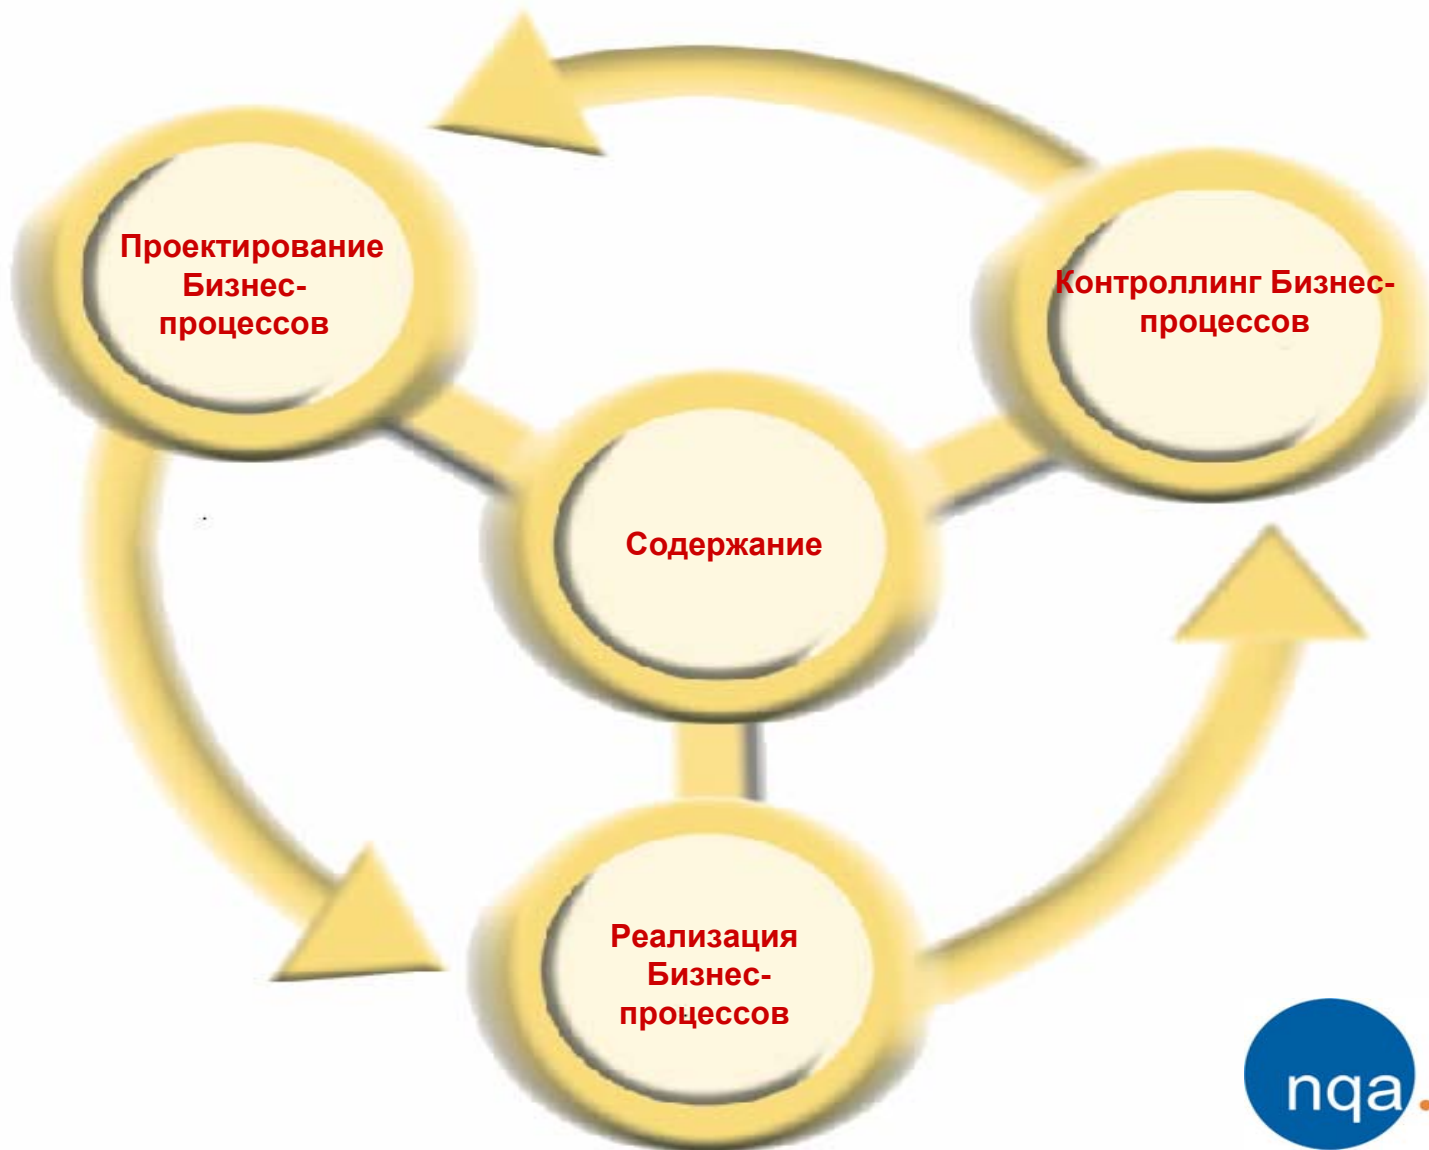 Проектирование
Бизнес-
процессов
Контроллинг Бизнес-
процессов
Содержание
Реализация
Бизнес-
процессов
nqa.